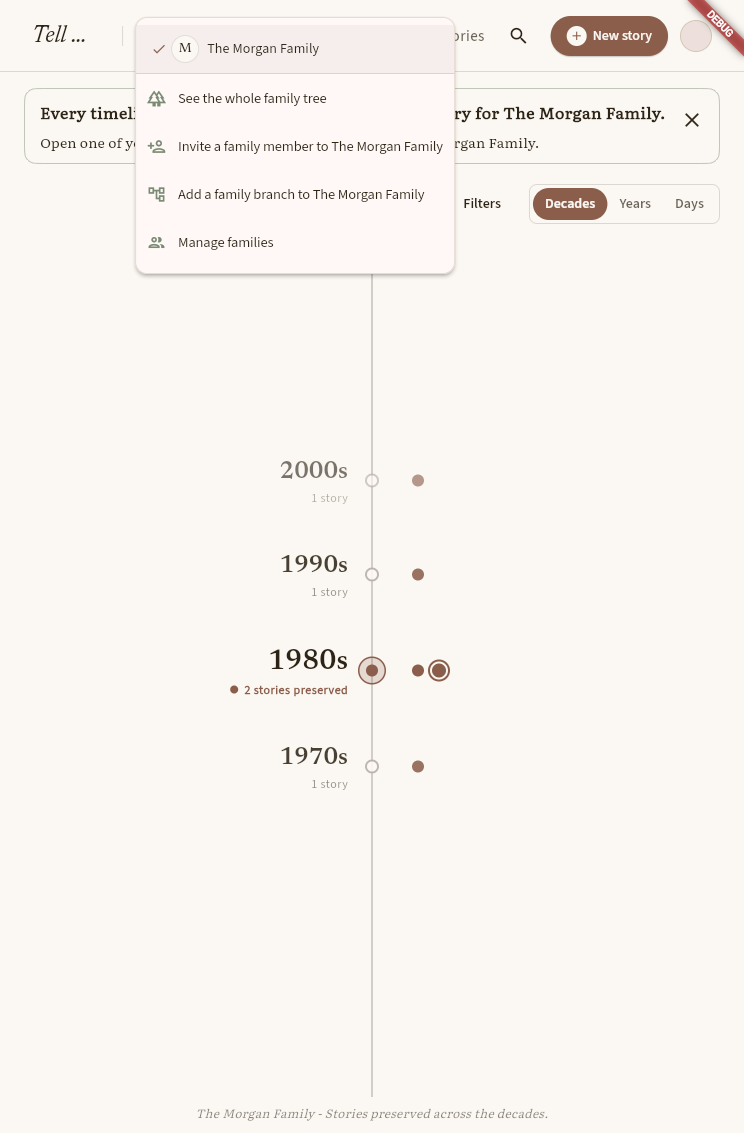 Tell ...
M The Morgan Family
ories
New story
DEBUG
See the whole family tree
Invite a family member to The Morgan Family
Add a family branch to The Morgan Family
Manage families
Every timeli
ry for The Morgan Family.
Open one of yo
rgan Family.
Filters
Decades
Years
Days
2000s
1 story
1990s
1 story
1980s
2 stories preserved
1970s
1 story
The Morgan Family - Stories preserved across the decades.